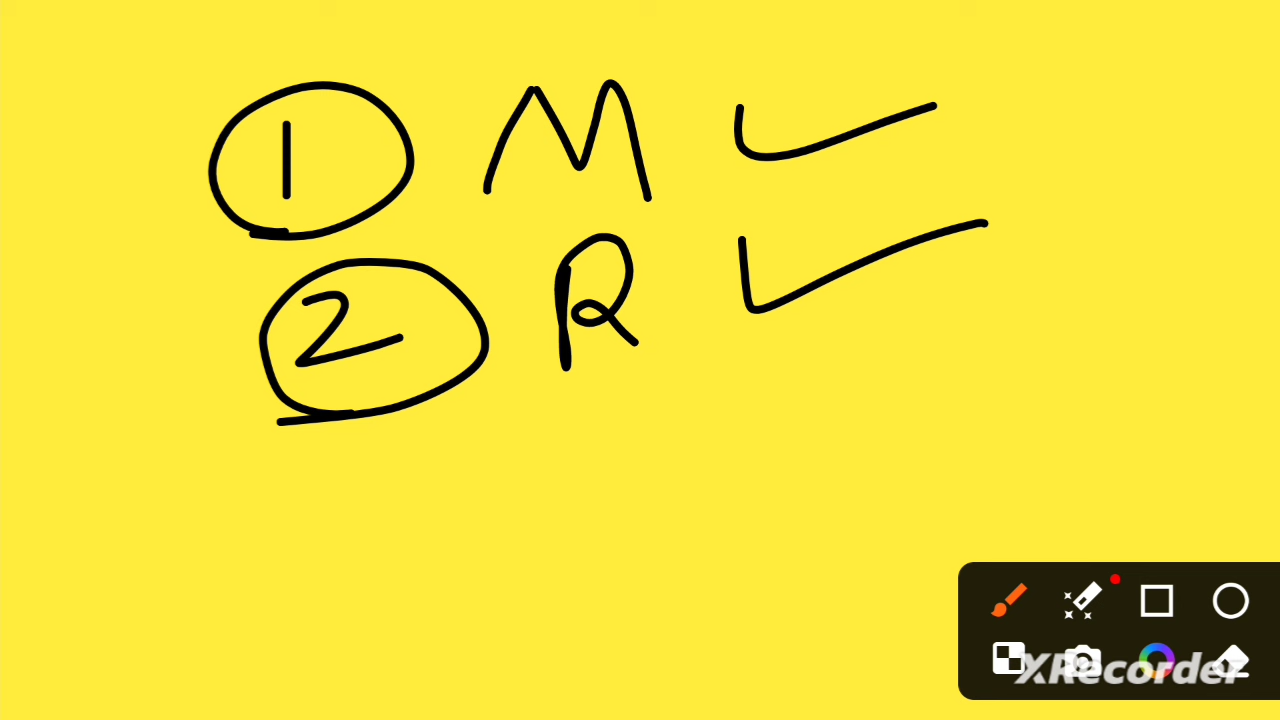 1 M ✓
2 R ✓
XRecorder